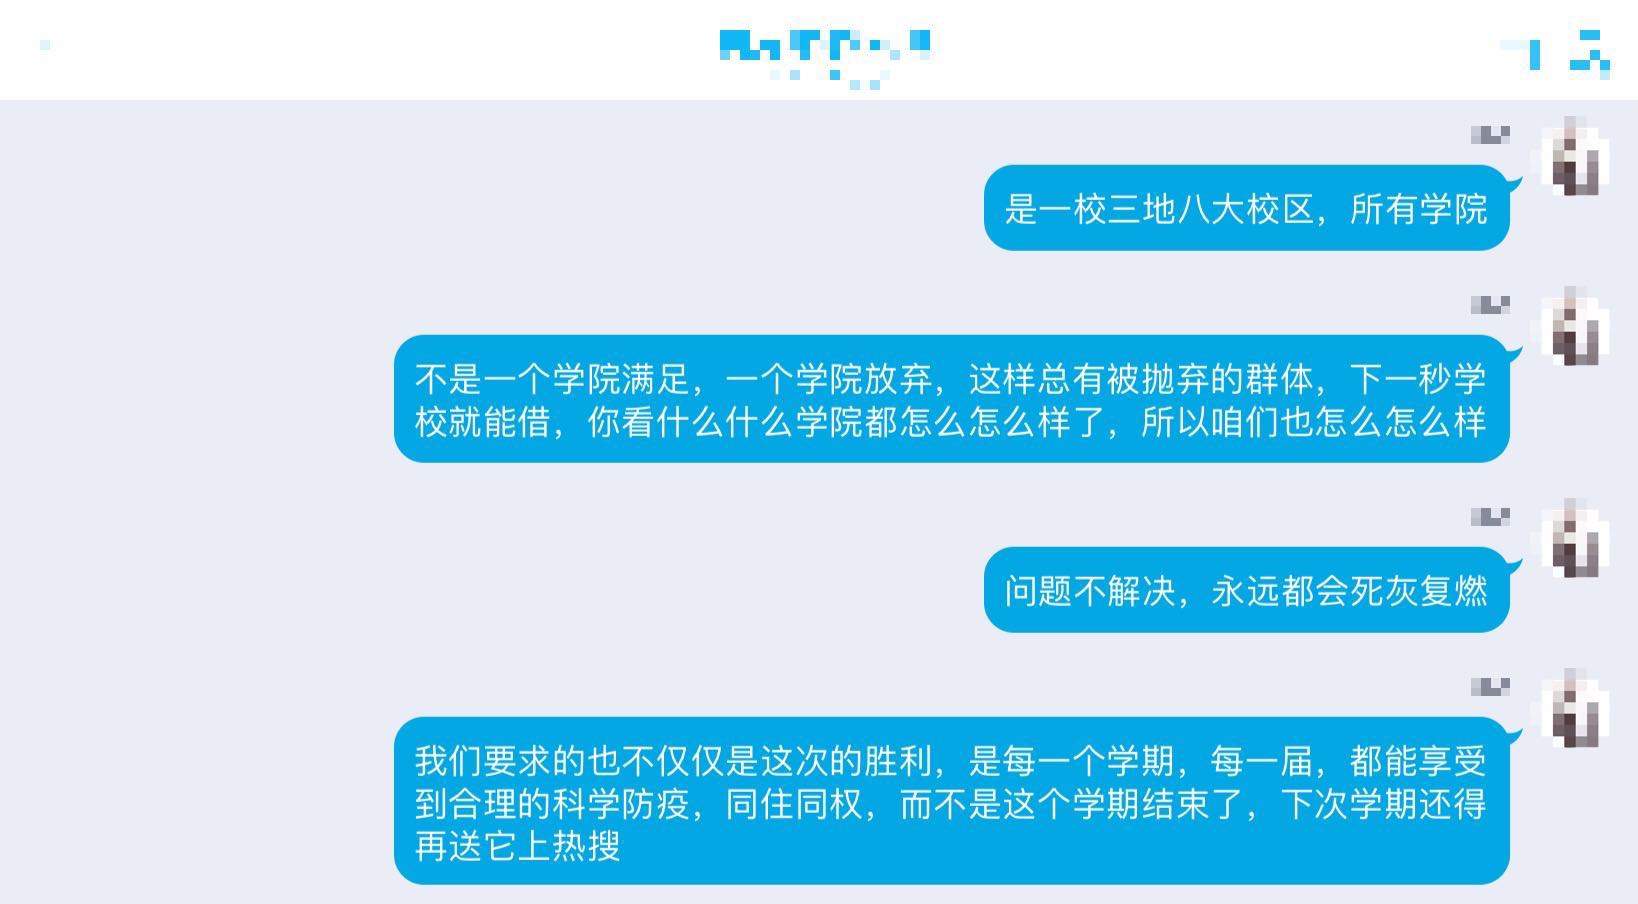 是一校三地八大校区，所有学院
不是一个学院满足，一个学院放弃，这样总有被抛弃的群体，下一秒学
校就能借，你看什么什么学院都怎么怎么样了，所以咱们也怎么怎么样
问题不解决，永远都会死灰复燃
我们要求的也不仅仅是这次的胜利，是每一个学期，每一届，都能享受
到合理的科学防疫，同住同权，而不是这个学期结束了，下次学期还得
再送它上热搜